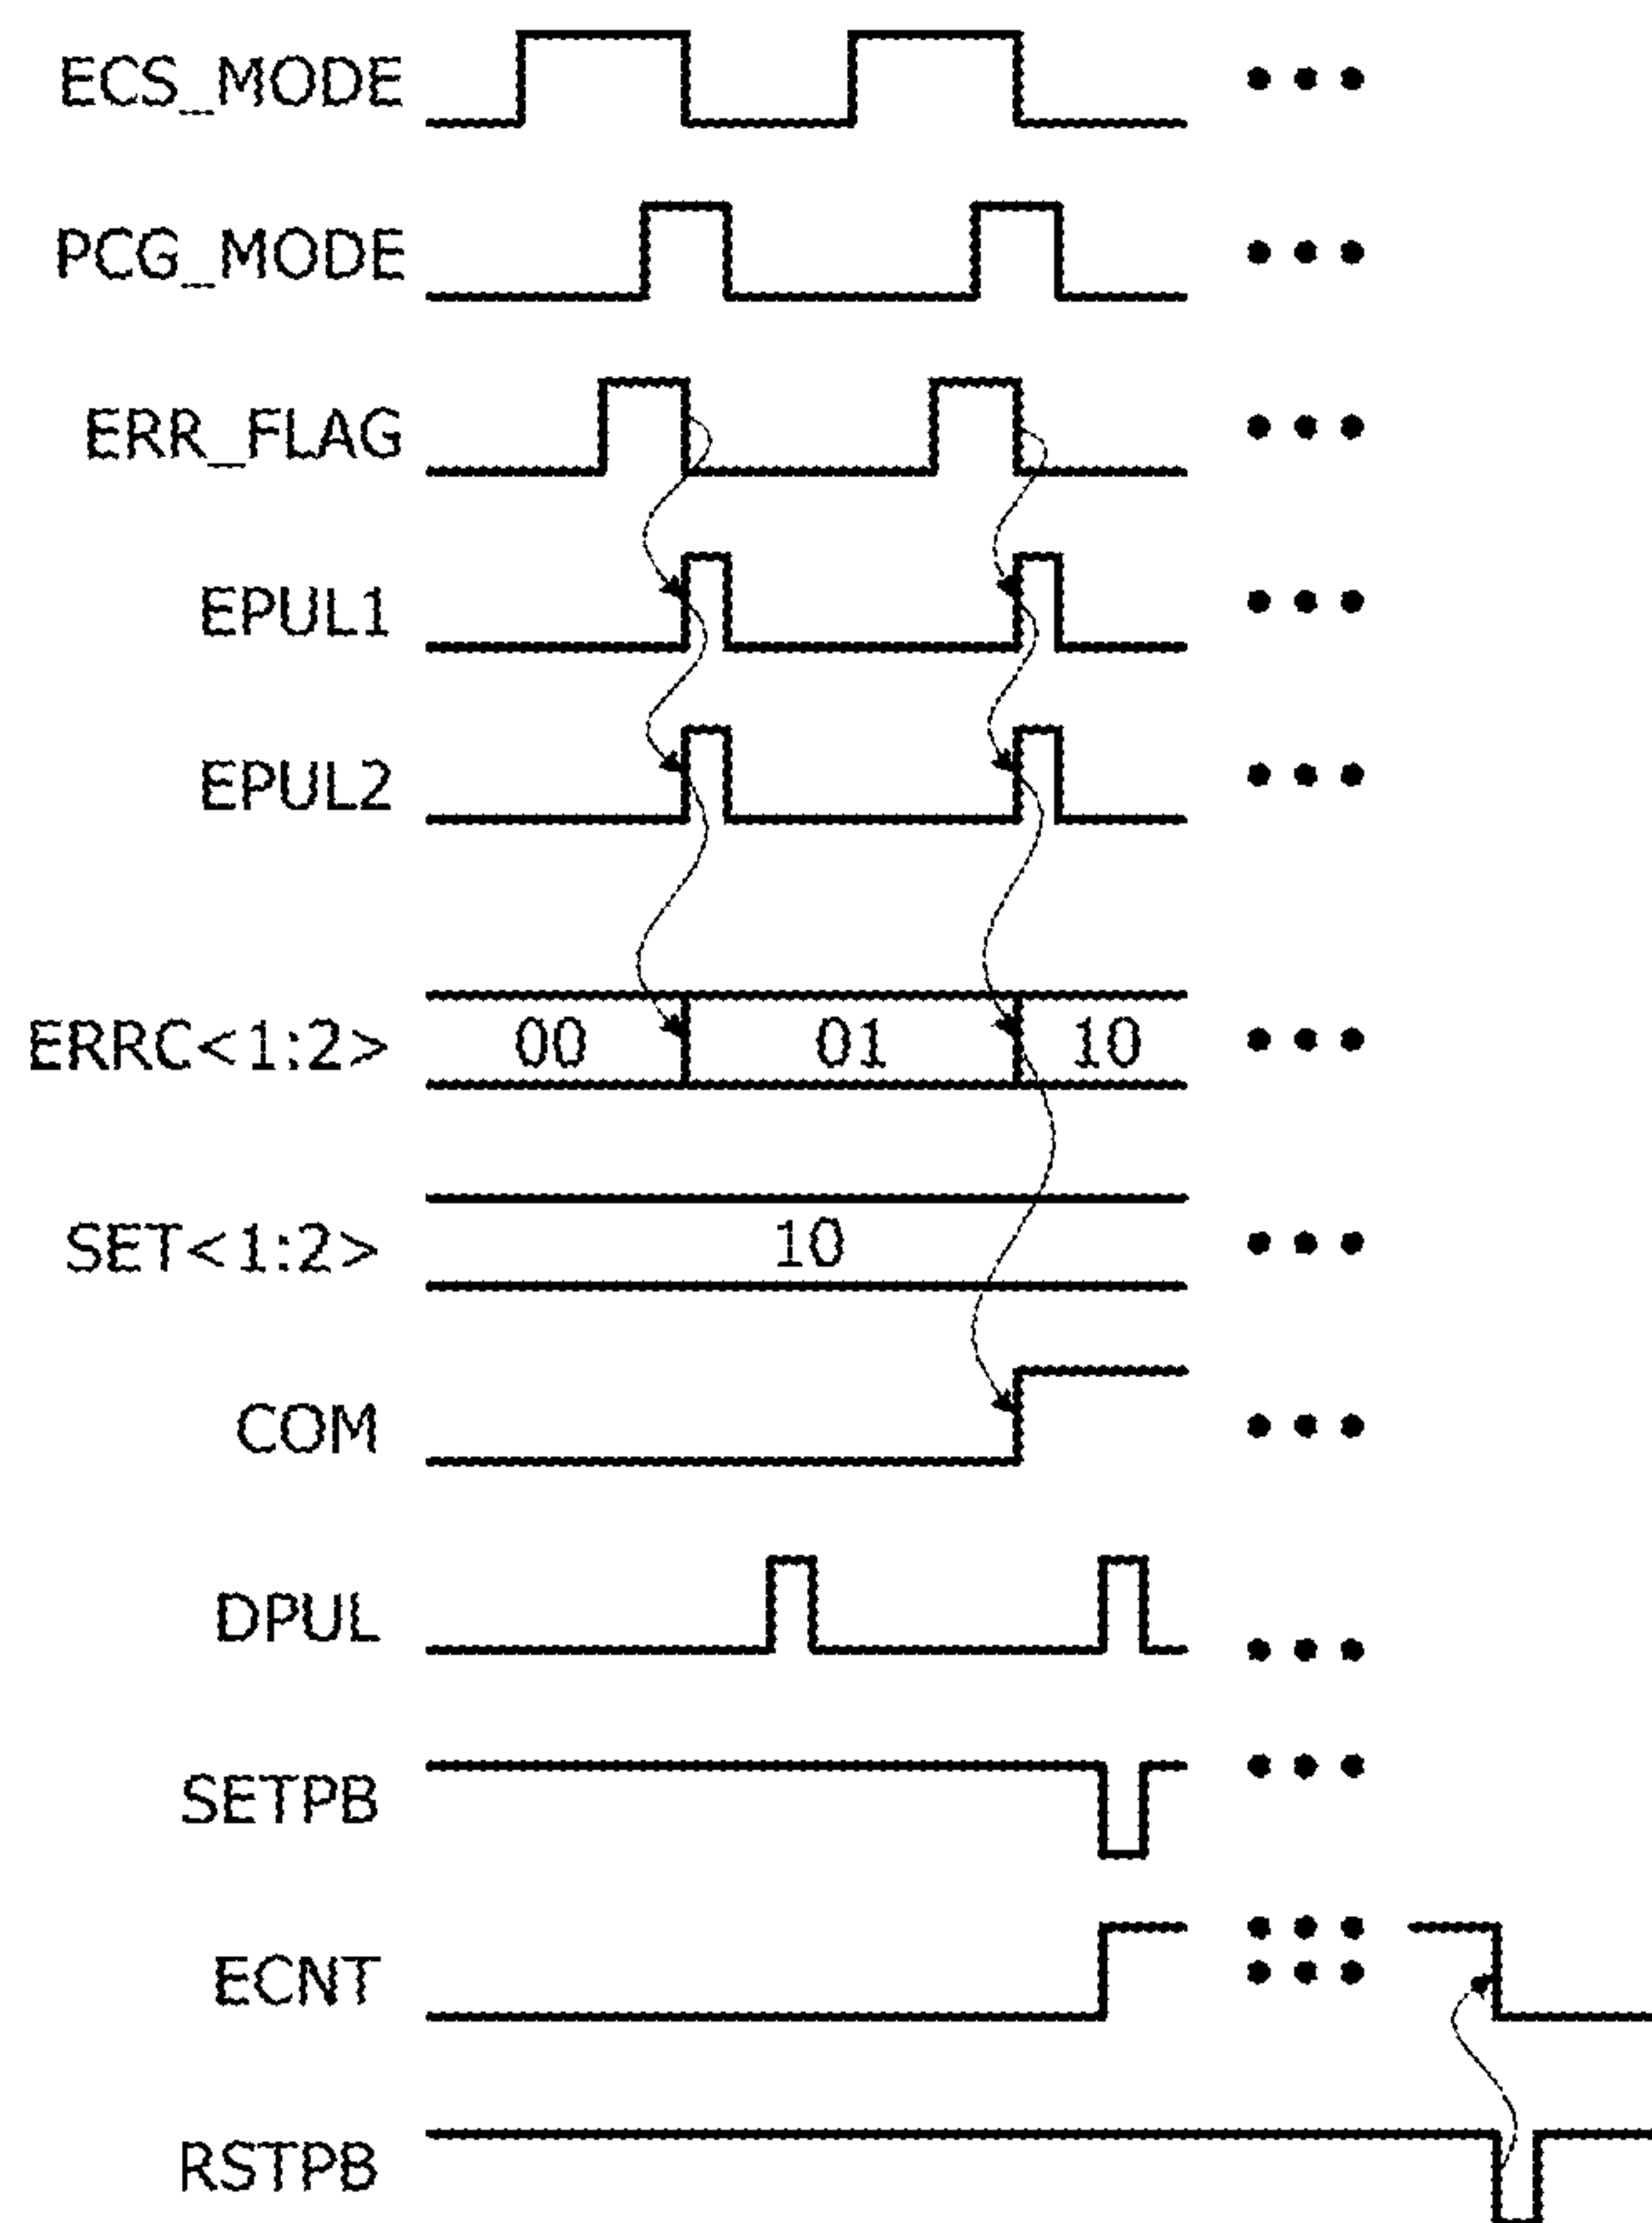 ECS_MODE
PCG_MODE
ERR_FLAG
EPUL1
EPUL2
ERRC<1:2> 00 01 10
SET<1:2> 10
COM
DPUL
SETPB
ECNT
RSTPB